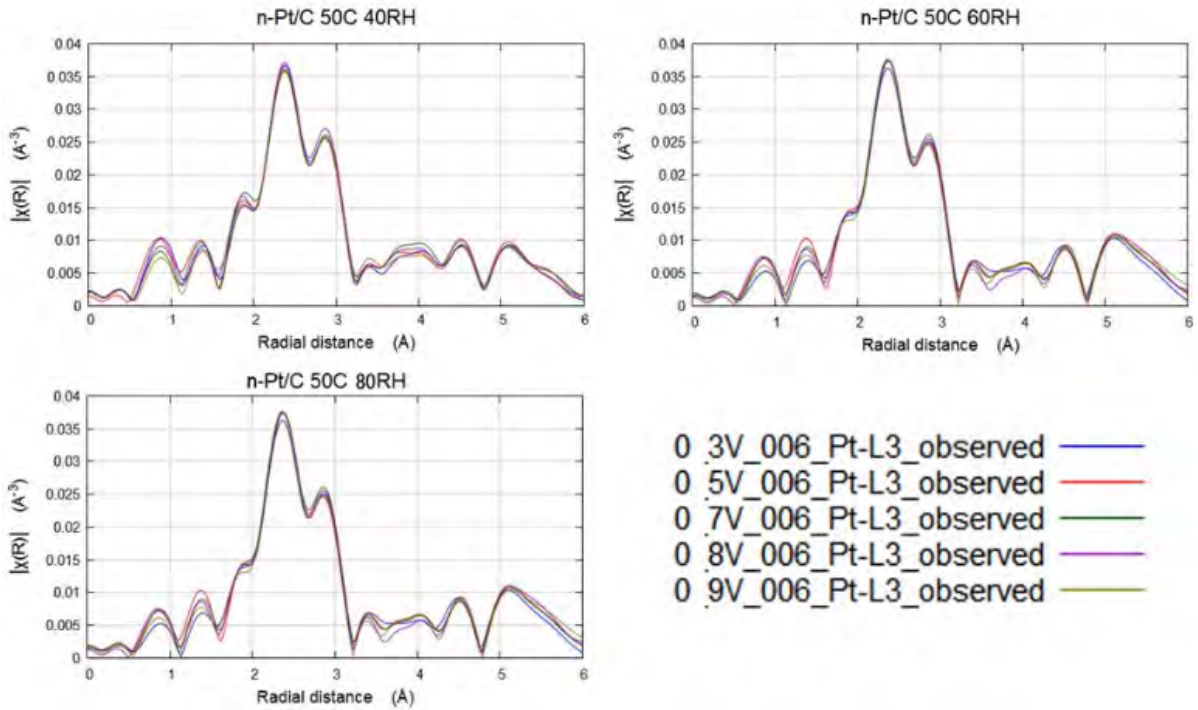 n-Pt/C 50C 40RH
0.04
0.035
0.03
0.025
0.02
0.015
0.01
0.005
0
|χ(R)| (A⁻³)
0 1 2 3 4 5 6
Radial distance (Å)
n-Pt/C 50C 60RH
0.04
0.035
0.03
0.025
0.02
0.015
0.01
0.005
0
|χ(R)| (A⁻³)
0 1 2 3 4 5 6
Radial distance (Å)
n-Pt/C 50C 80RH
0.04
0.035
0.03
0.025
0.02
0.015
0.01
0.005
0
|χ(R)| (A⁻³)
0 1 2 3 4 5 6
Radial distance (Å)
0_3V_006_Pt-L3_observed
0_5V_006_Pt-L3_observed
0_7V_006_Pt-L3_observed
0_8V_006_Pt-L3_observed
0_9V_006_Pt-L3_observed